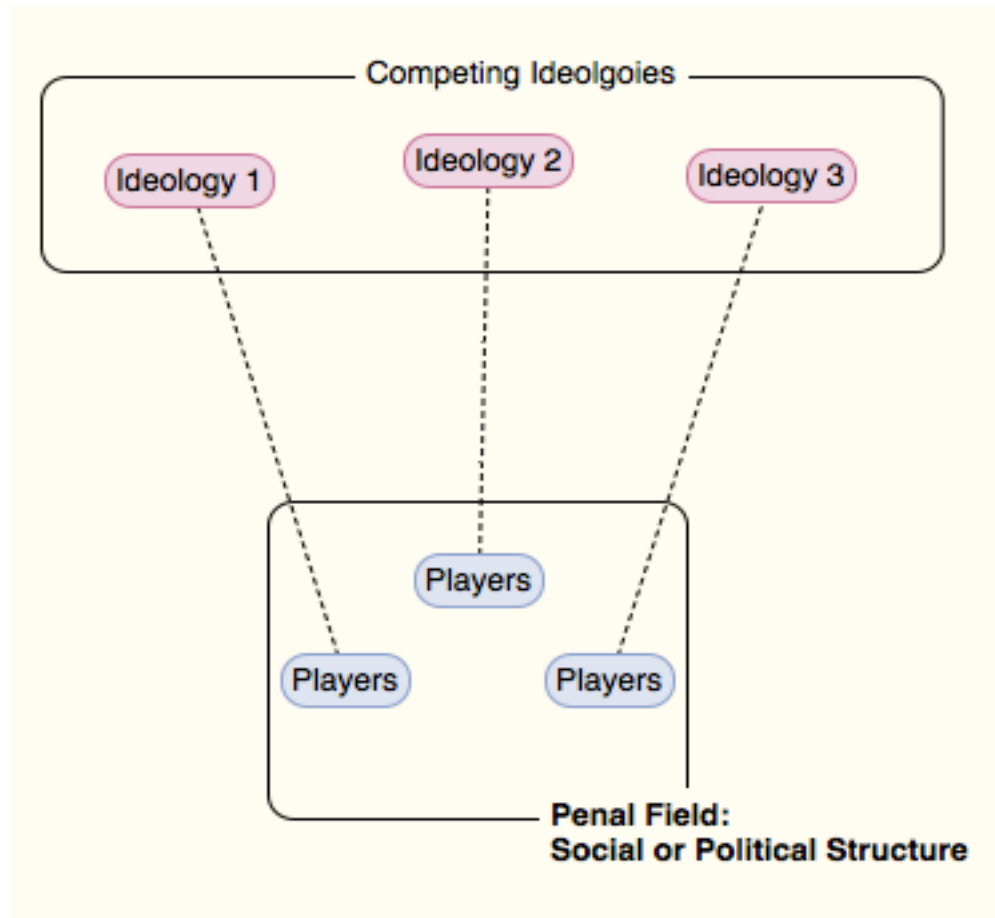 Competing Ideolgoies
Ideology 1
Ideology 2
Ideology 3
Players
Players
Players
Penal Field:
Social or Political Structure